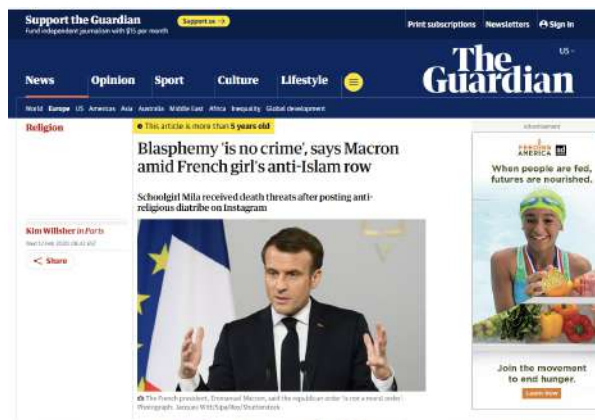 Support the Guardian
Fund independent journalism with $15 per month
Support us →
Print subscriptions
Newsletters
Sign in
The Guardian
US
News
Opinion
Sport
Culture
Lifestyle
World Europe US Americas Asia Australia Middle East Africa Inequality Global development
Religion
This article is more than 5 years old
Blasphemy 'is no crime', says Macron
amid French girl's anti-Islam row
Schoolgirl Mila received death threats after posting anti-
religious diatribe on Instagram
Kim Willsher in Paris
Share
The French president, Emmanuel Macron, said the republican order 'is not a moral order'.
Photograph:
Advertisement
FEEDING
AMERICA
ad
When people are fed,
futures are nourished.
Join the movement
to end hunger.
Learn Now